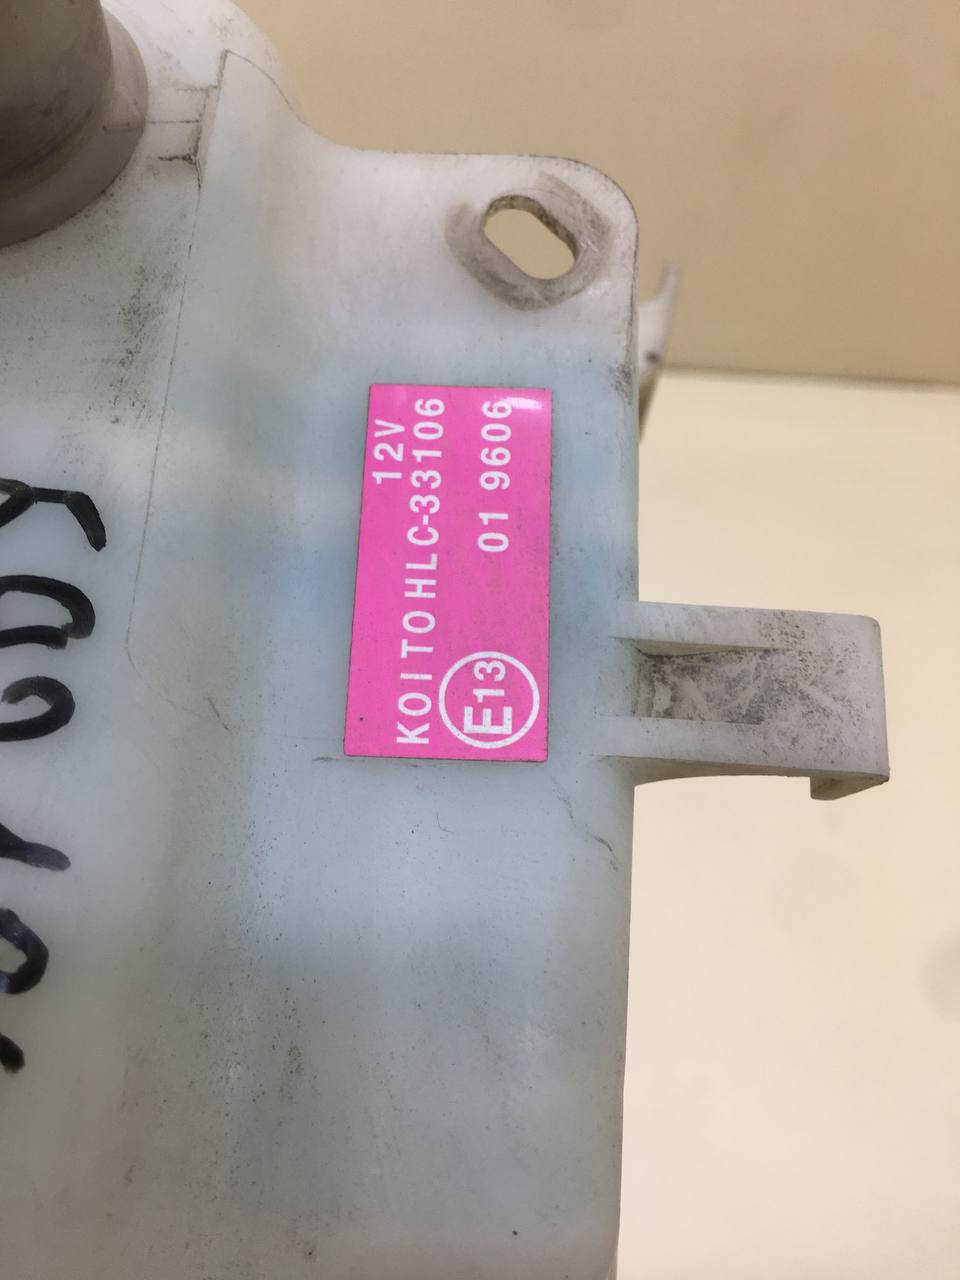 12V
KOITO HLC-33106
E13 01 9606